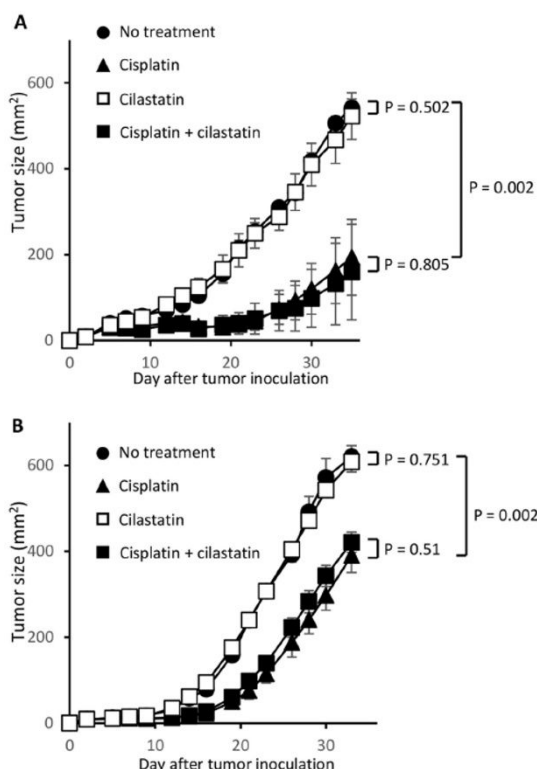 A
No treatment
Cisplatin
Cilastatin
Cisplatin + cilastatin
Tumor size (mm²)
600
400
200
0
P = 0.502
P = 0.002
P = 0.805
0
10
20
30
Day after tumor inoculation
B
No treatment
Cisplatin
Cilastatin
Cisplatin + cilastatin
Tumor size (mm²)
600
400
200
0
P = 0.751
P = 0.002
P = 0.51
0
10
20
30
Day after tumor inoculation